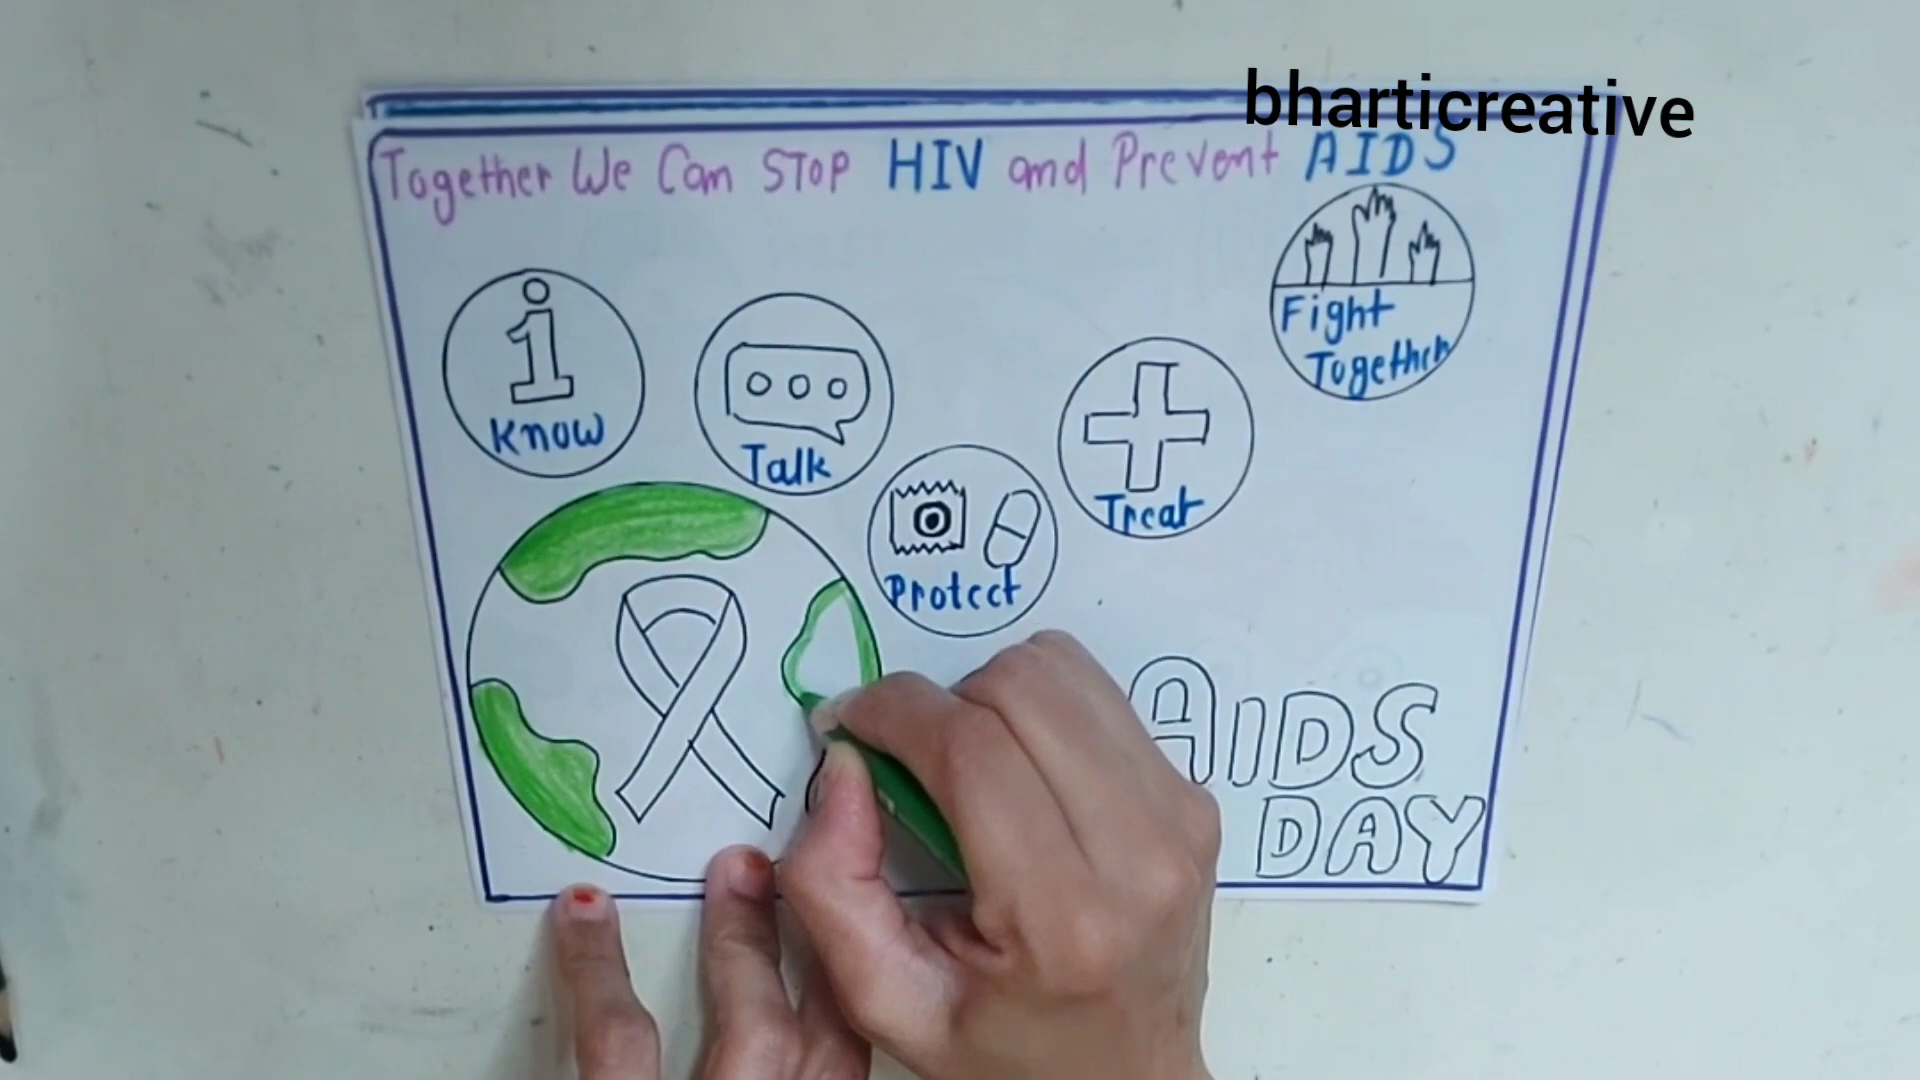 bharticreative
Together We Can STOP HIV and Prevent AIDS
Fight
Together
Know
Talk
Treat
Protect
AIDS
DAY